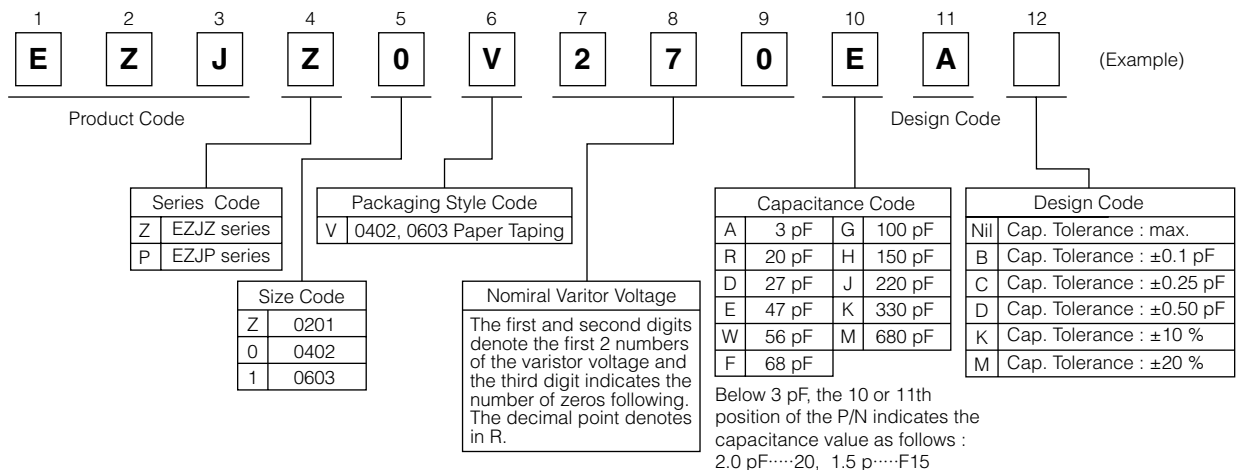 1 2 3 4 5 6 7 8 9 10 11 12
E Z J Z 0 V 2 7 0 E A (Example)
Product Code
Design Code
Series Code
Z EZJZ series
P EZJP series
Packaging Style Code
V 0402, 0603 Paper Taping
Size Code
Z 0201
0 0402
1 0603
Nomiral Varitor Voltage
The first and second digits
denote the first 2 numbers
of the varistor voltage and
the third digit indicates the
number of zeros following.
The decimal point denotes
in R.
Capacitance Code
A 3 pF G 100 pF
R 20 pF H 150 pF
D 27 pF J 220 pF
E 47 pF K 330 pF
W 56 pF M 680 pF
F 68 pF
Below 3 pF, the 10 or 11th
position of the P/N indicates the
capacitance value as follows :
2.0 pF·····20, 1.5 p·····F15
Design Code
Nil Cap. Tolerance : max.
B Cap. Tolerance : ±0.1 pF
C Cap. Tolerance : ±0.25 pF
D Cap. Tolerance : ±0.50 pF
K Cap. Tolerance : ±10 %
M Cap. Tolerance : ±20 %